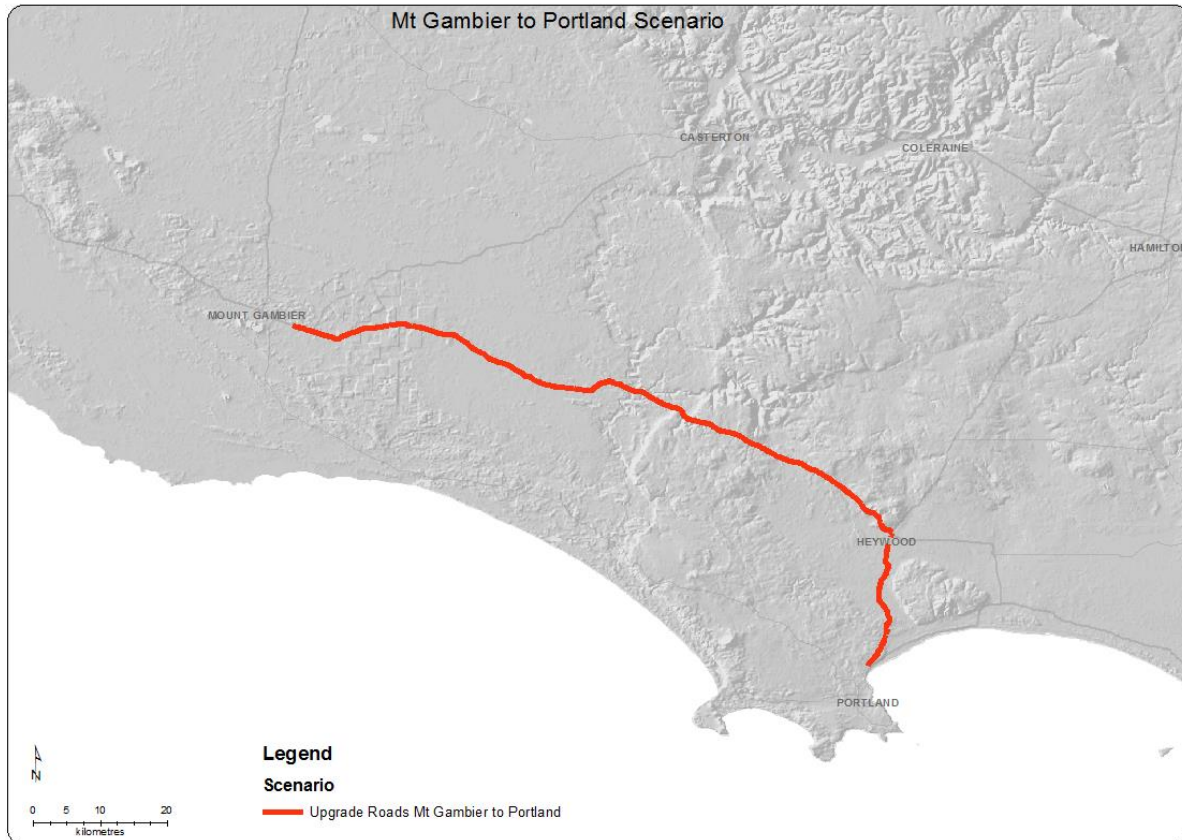 Mt Gambier to Portland Scenario
CASTERTON
COLERAINE
HAMILTON
MOUNT GAMBIER
HEYWOOD
PORTLAND
N
0 5 10 20
kilometres
Legend
Scenario
Upgrade Roads Mt Gambier to Portland